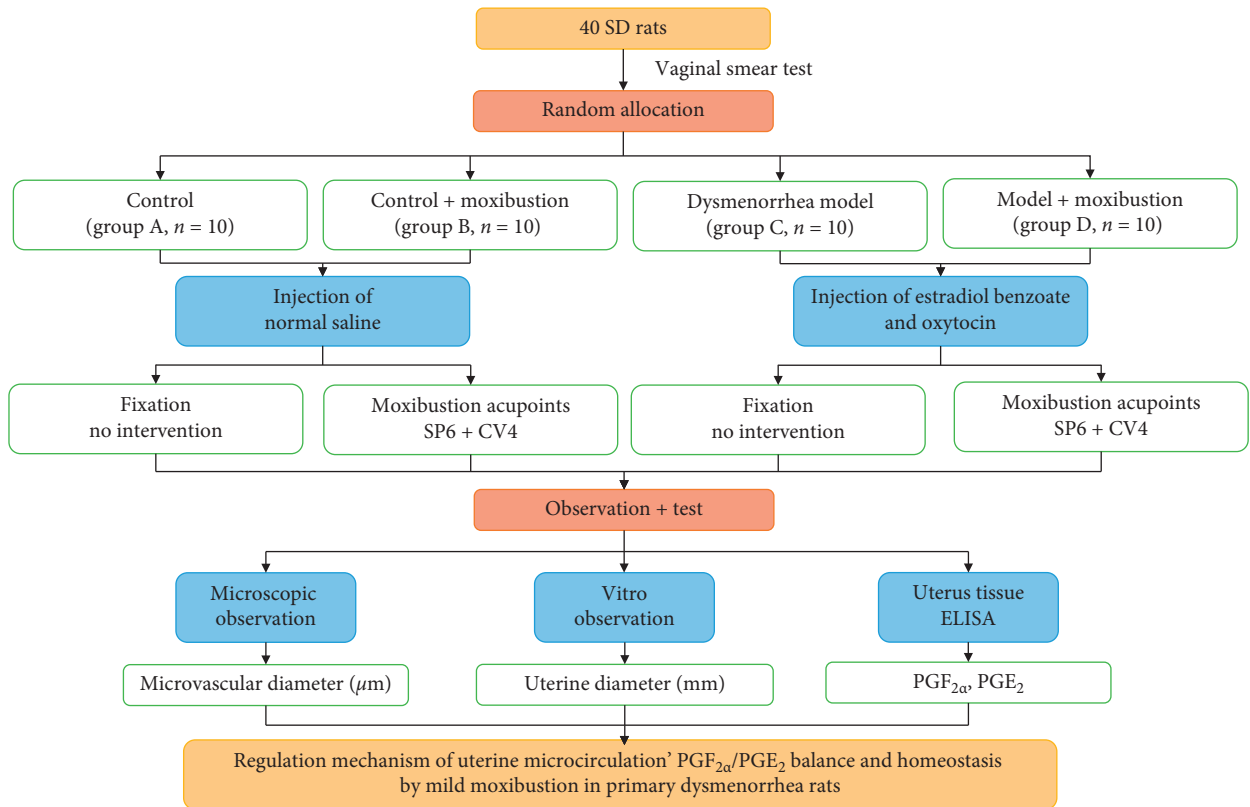 40 SD rats
Vaginal smear test
Random allocation
Control
(group A, n = 10)
Control + moxibustion
(group B, n = 10)
Dysmenorrhea model
(group C, n = 10)
Model + moxibustion
(group D, n = 10)
Injection of
normal saline
Injection of estradiol benzoate
and oxytocin
Fixation
no intervention
Moxibustion acupoints
SP6 + CV4
Fixation
no intervention
Moxibustion acupoints
SP6 + CV4
Observation + test
Microscopic
observation
Vitro
observation
Uterus tissue
ELISA
Microvascular diameter (μm)
Uterine diameter (mm)
PGF₂α, PGE₂
Regulation mechanism of uterine microcirculation’ PGF₂α/PGE₂ balance and homeostasis
by mild moxibustion in primary dysmenorrhea rats